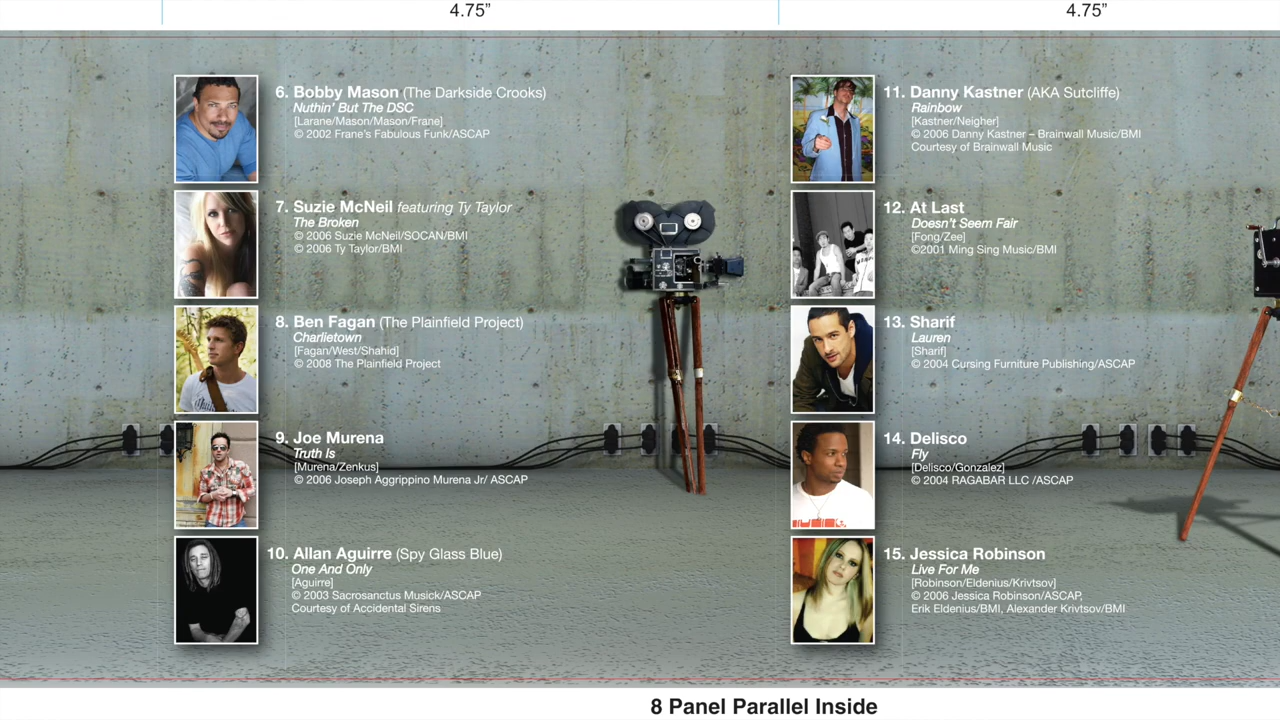 4.75”
4.75”
6. Bobby Mason (The Darkside Crooks)
Nuthin’ But The DSC
[Larane/Mason/Mason/Frane]
© 2002 Frane’s Fabulous Funk/ASCAP
7. Suzie McNeil featuring Ty Taylor
The Broken
© 2006 Suzie McNeil/SOCAN/BMI
© 2006 Ty Taylor/BMI
8. Ben Fagan (The Plainfield Project)
Charlietown
[Fagan/West/Shahid]
© 2008 The Plainfield Project
9. Joe Murena
Truth Is
[Murena/Zenkus]
© 2006 Joseph Aggrippino Murena Jr/ ASCAP
10. Allan Aguirre (Spy Glass Blue)
One And Only
[Aguirre]
© 2003 Sacrosanctus Musick/ASCAP
Courtesy of Accidental Sirens
11. Danny Kastner (AKA Sutcliffe)
Rainbow
[Kastner/Neigher]
© 2006 Danny Kastner – Brainwall Music/BMI
Courtesy of Brainwall Music
12. At Last
Doesn’t Seem Fair
[Fong/Zee]
©2001 Ming Sing Music/BMI
13. Sharif
Lauren
[Sharif]
© 2004 Cursing Furniture Publishing/ASCAP
14. Delisco
Fly
[Delisco/Gonzalez]
© 2004 RAGABAR LLC /ASCAP
15. Jessica Robinson
Live For Me
[Robinson/Eldenius/Krivtsov]
© 2006 Jessica Robinson/ASCAP,
Erik Eldenius/BMI, Alexander Krivtsov/BMI
8 Panel Parallel Inside